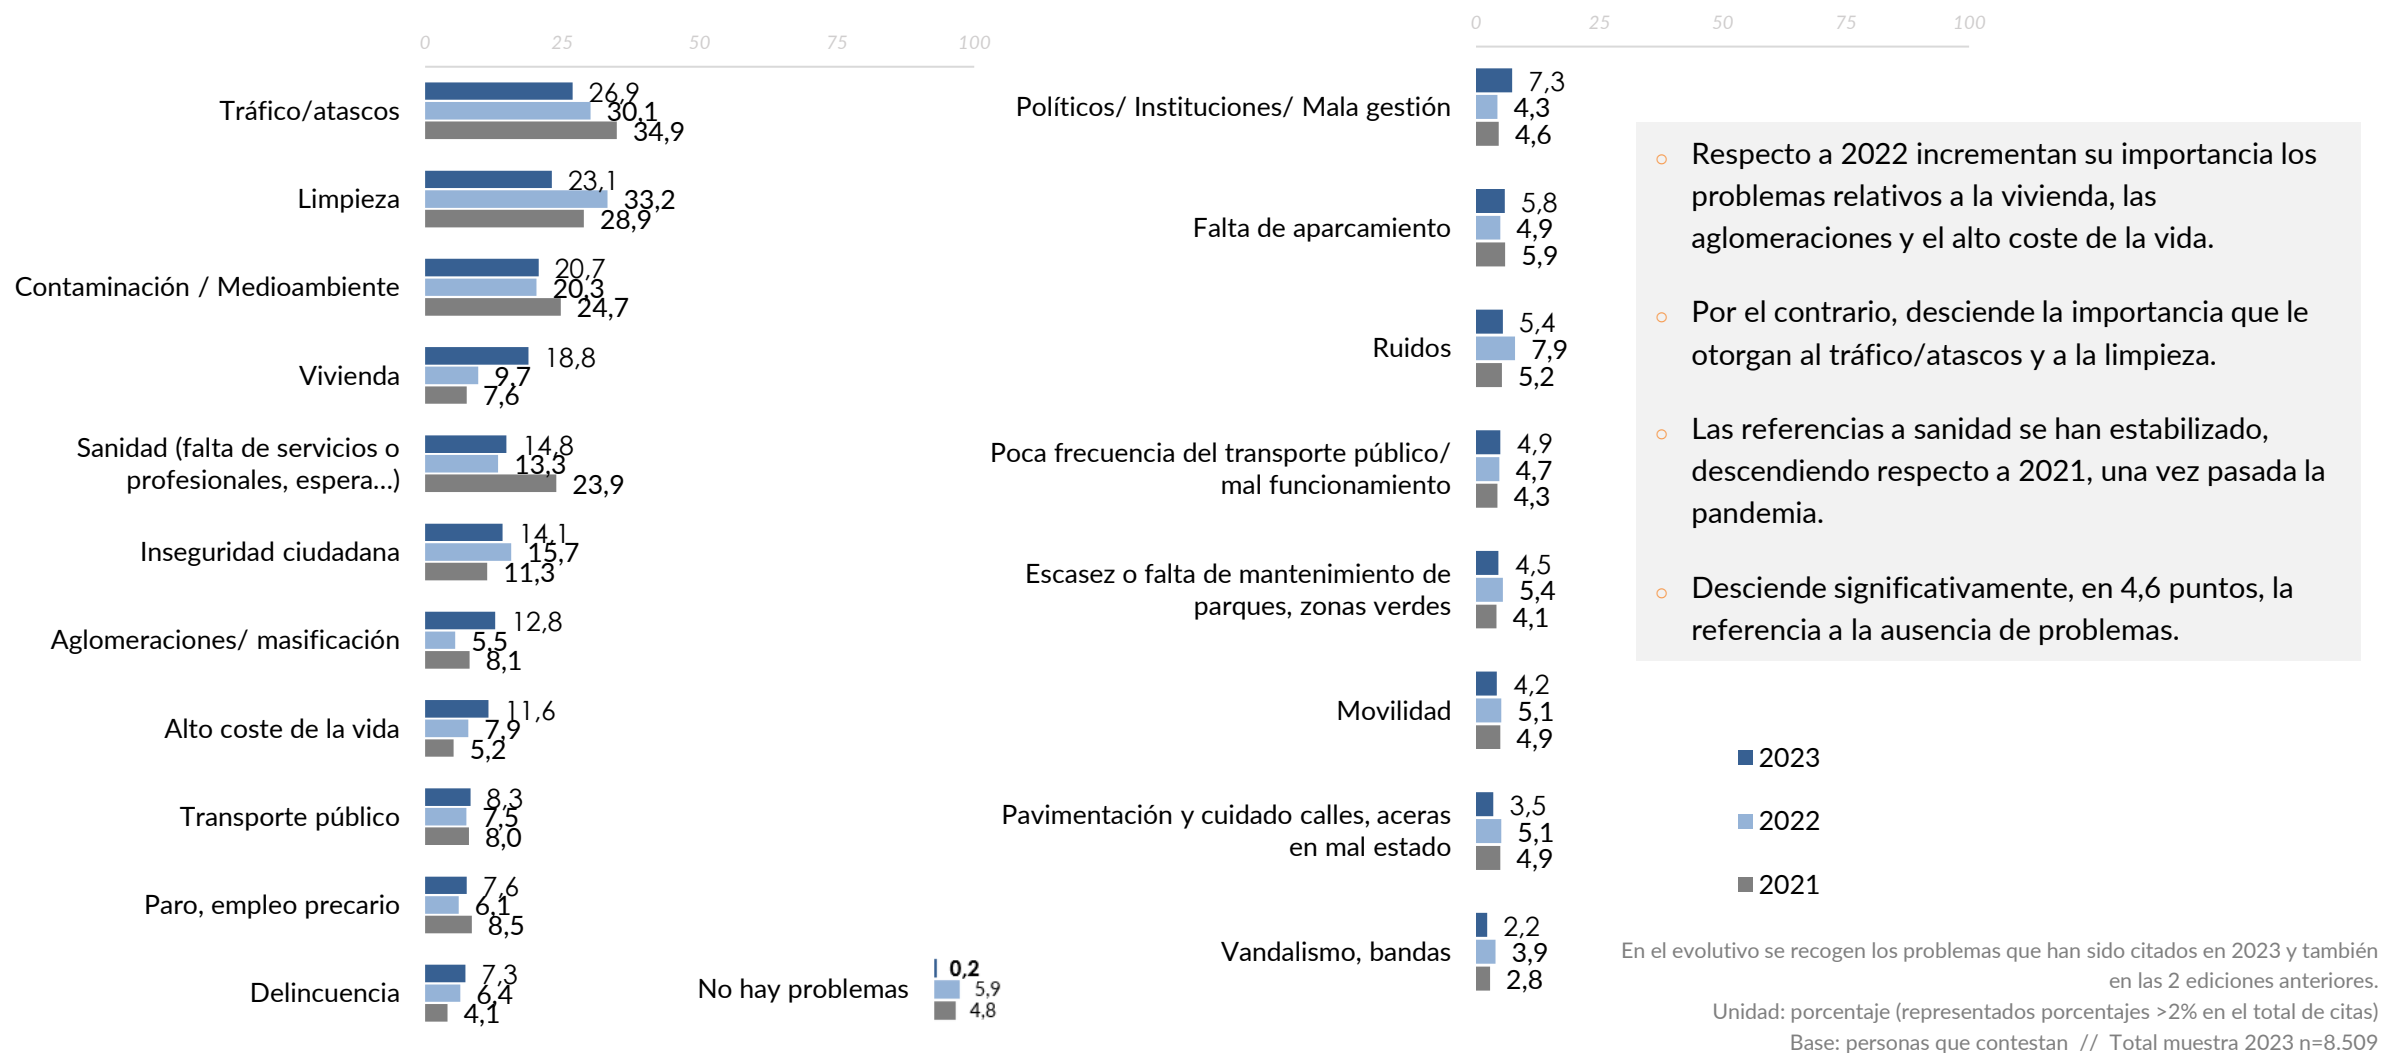 0 25 50 75 100
Tráfico/atascos
26,9
30,1
34,9
Limpieza
23,1
33,2
28,9
Contaminación / Medioambiente
20,7
20,3
24,7
Vivienda
18,8
9,7
7,6
Sanidad (falta de servicios o
profesionales, espera...)
14,8
13,3
23,9
Inseguridad ciudadana
14,1
15,7
11,3
Aglomeraciones/ masificación
12,8
5,5
8,1
Alto coste de la vida
11,6
7,9
5,2
Transporte público
8,3
7,5
8,0
Paro, empleo precario
7,6
6,1
8,5
Delincuencia
7,3
6,4
4,1
No hay problemas
0,2
5,9
4,8
0 25 50 75 100
Políticos/ Instituciones/ Mala gestión
7,3
4,3
4,6
Falta de aparcamiento
5,8
4,9
5,9
Ruidos
5,4
7,9
5,2
Poca frecuencia del transporte público/
mal funcionamiento
4,9
4,7
4,3
Escasez o falta de mantenimiento de
parques, zonas verdes
4,5
5,4
4,1
Movilidad
4,2
5,1
4,9
Pavimentación y cuidado calles, aceras
en mal estado
3,5
5,1
4,9
Vandalismo, bandas
2,2
3,9
2,8
Respecto a 2022 incrementan su importancia los
problemas relativos a la vivienda, las
aglomeraciones y el alto coste de la vida.
Por el contrario, desciende la importancia que le
otorgan al tráfico/atascos y a la limpieza.
Las referencias a sanidad se han estabilizado,
descendiendo respecto a 2021, una vez pasada la
pandemia.
Desciende significativamente, en 4,6 puntos, la
referencia a la ausencia de problemas.
2023
2022
2021
En el evolutivo se recogen los problemas que han sido citados en 2023 y también
en las 2 ediciones anteriores.
Unidad: porcentaje (representados porcentajes >2% en el total de citas)
Base: personas que contestan // Total muestra 2023 n=8.509